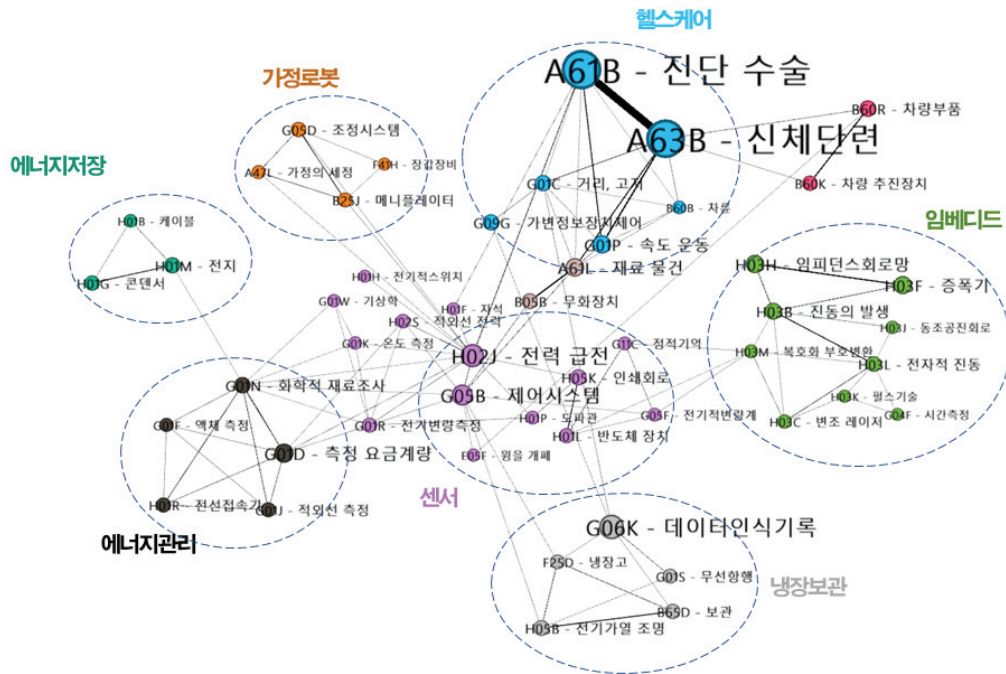 헬스케어
A61B - 진단 수술
가정로봇
A63B - 신체단련
B60R - 차량부품
G05D - 조정시스템
F41H - 장갑장비
A47L - 가정의 세정
B25J - 메니퓰레이터
G01C - 거리, 고저
B60K - 차량 추진장치
에너지저장
B60B - 차륜
임베디드
H01B - 케이블
G09G - 가변정보장치제어
G01P - 속도 운동
H01M - 전지
A61L - 재료 물건
H03H - 임피던스회로망
H01G - 콘덴서
H01H - 전기적스위치
H03F - 증폭기
G01W - 기상학
H01F - 자석
B05B - 무화장치
H03B - 진동의 발생
H02S - 적외선 전력
H03J - 동조공진회로
G01K - 온도 측정
G11C - 정적기억
H02J - 전력 급전
H03M - 복호화 부호변환
H03L - 전자적 진동
H05K - 인쇄회로
G01N - 화학적 재료조사
G05B - 제어시스템
H03K - 펄스기술
G01F - 액체 측정
G01R - 전기변량측정
H01P - 도파관
G05F - 전기적변량계
H03C - 변조 레이저
G04F - 시간측정
H01L - 반도체 장치
G01D - 측정 요금계량
E05F - 윙을 개폐
센서
H01R - 전선접속기
G01J - 적외선 측정
에너지관리
G06K - 데이터인식기록
F25D - 냉장고
G01S - 무선항행
냉장보관
B65D - 보관
H05B - 전기가열 조명